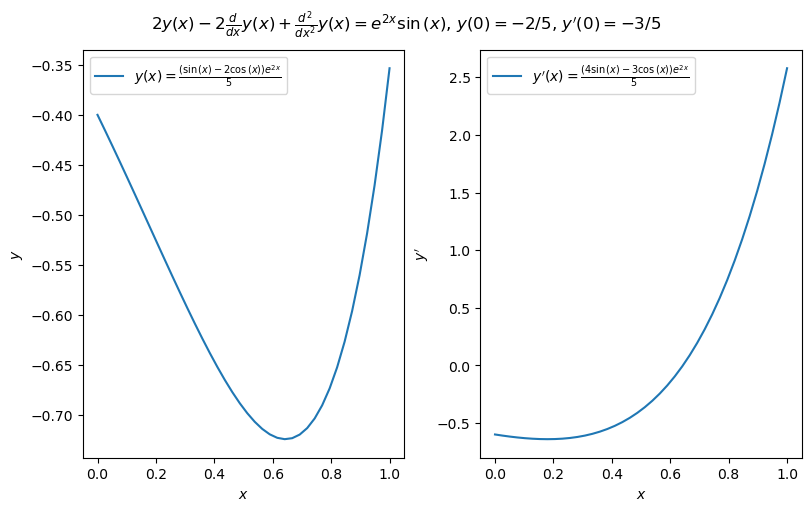 2y(x) − 2 d/dx y(x) + d²/dx² y(x) = e^{2x} sin (x), y(0) = −2/5, y′(0) = −3/5
y(x) = (sin (x) − 2cos (x))e^{2x}/5
−0.35
−0.40
−0.45
−0.50
−0.55
−0.60
−0.65
−0.70
y
0.0 0.2 0.4 0.6 0.8 1.0
x
y′(x) = (4sin (x) − 3cos (x))e^{2x}/5
2.5
2.0
1.5
1.0
0.5
0.0
−0.5
y′
0.0 0.2 0.4 0.6 0.8 1.0
x